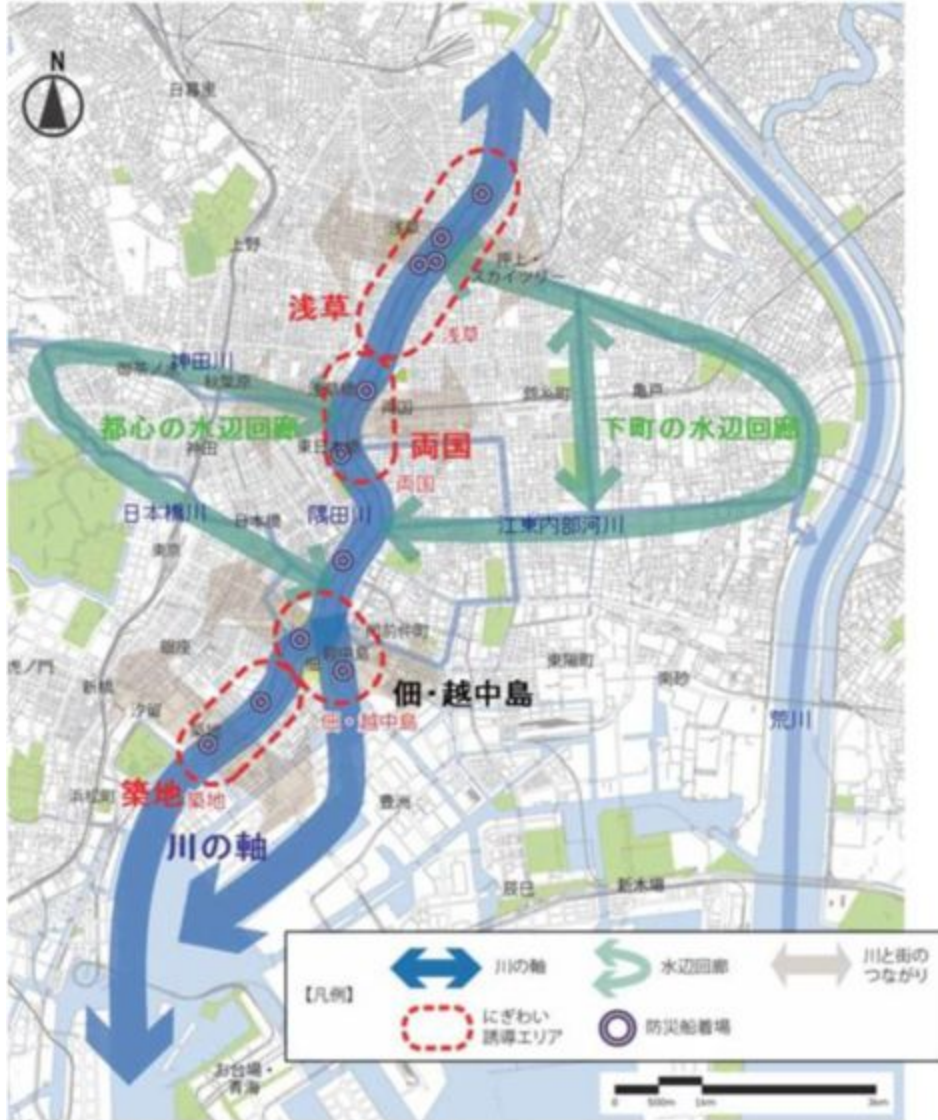 N
日暮里
上野
浅草
押上・
スカイツリー
浅草
浅草
神田川
秋葉原
両国
錦糸町
亀戸
都心の水辺回廊
神田
両国
下町の水辺回廊
両国
日本橋川
日本橋
隅田川
江東内部河川
東京
銀座
門前仲町
虎ノ門
新橋
東陽町
南砂
佃・越中島
佃・越中島
汐留
荒川
築地
築地
浜松町
豊洲
川の軸
辰巳
新木場
【凡例】
川の軸
水辺回廊
川と街の
つながり
にぎわい
誘導エリア
防災船着場
お台場・
青海
0 500m 1km 3km